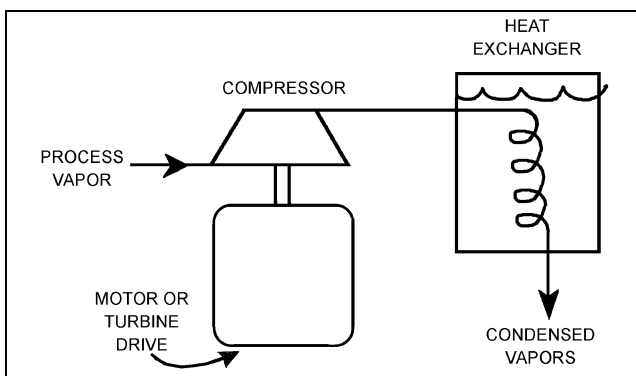 HEAT
EXCHANGER
COMPRESSOR
PROCESS
VAPOR
MOTOR OR
TURBINE
DRIVE
CONDENSED
VAPORS